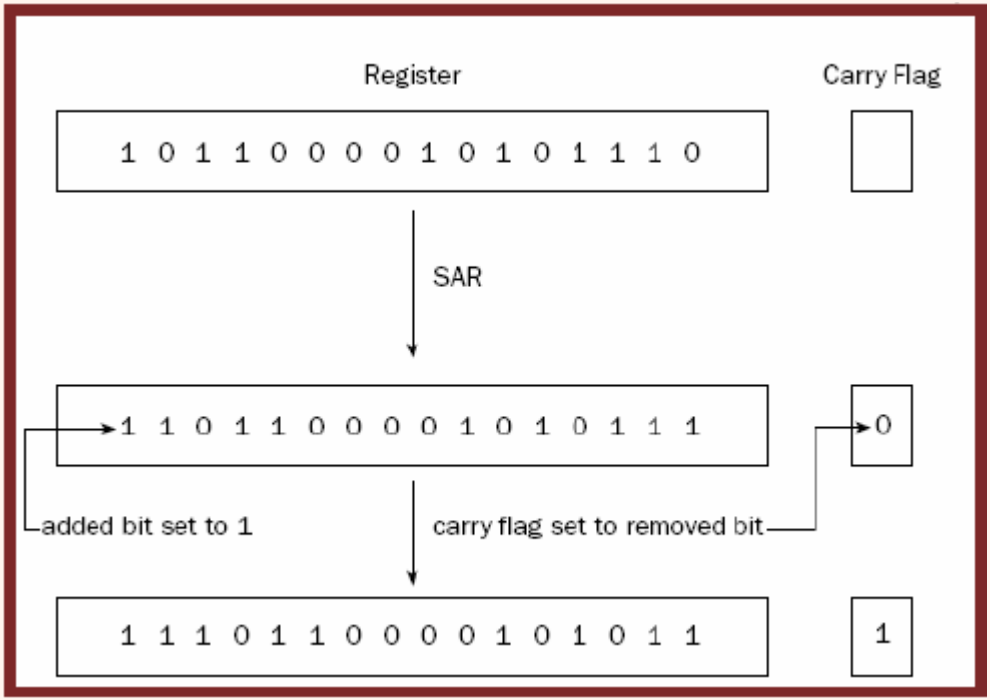 Register Carry Flag
1 0 1 1 0 0 0 0 1 0 1 0 1 1 1 0
SAR
1 1 0 1 1 0 0 0 0 1 0 1 0 1 1 1 0
added bit set to 1 carry flag set to removed bit
1 1 1 0 1 1 0 0 0 0 1 0 1 0 1 1 1